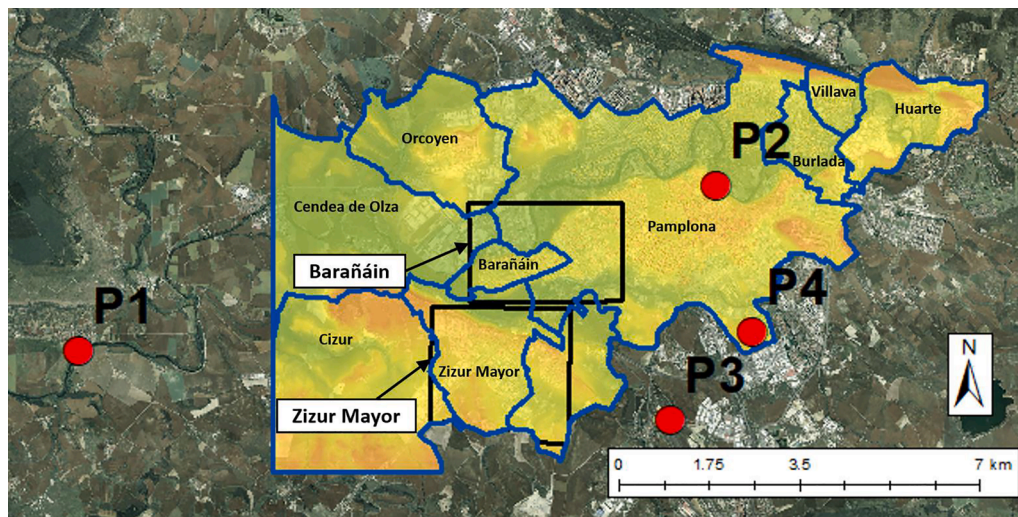 Villava
Huarte
Orcoyen
P2
Burlada
Cendea de Olza
Pamplona
Barañáin
Barañáin
P1
P4
Cizur
Zizur Mayor
P3
N
Zizur Mayor
0 1.75 3.5 7 km